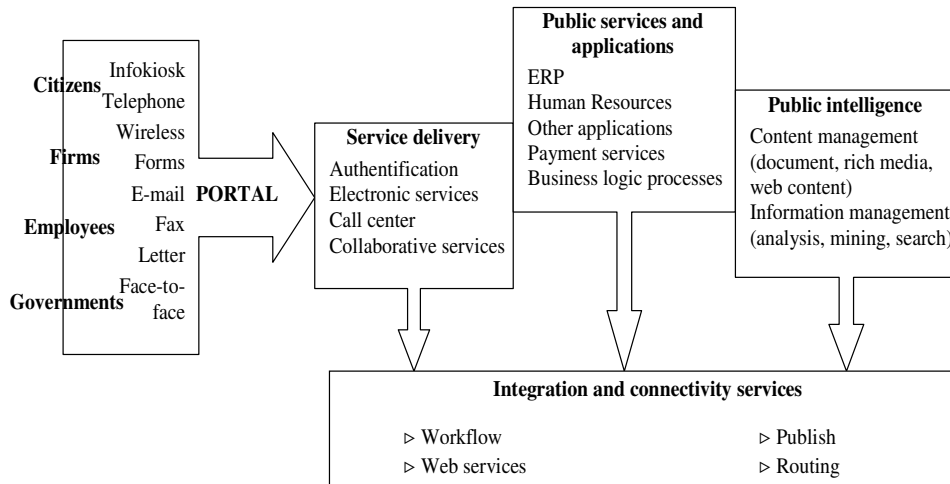 Citizens
Firms
Employees
Governments
Infokiosk
Telephone
Wireless
Forms
E-mail
Fax
Letter
Face-to-
face
PORTAL
Service delivery
Authentification
Electronic services
Call center
Collaborative services
Public services and
applications
ERP
Human Resources
Other applications
Payment services
Business logic processes
Public intelligence
Content management
(document, rich media,
web content)
Information management
(analysis, mining, search)
Integration and connectivity services
▷ Workflow
▷ Web services
▷ Publish
▷ Routing